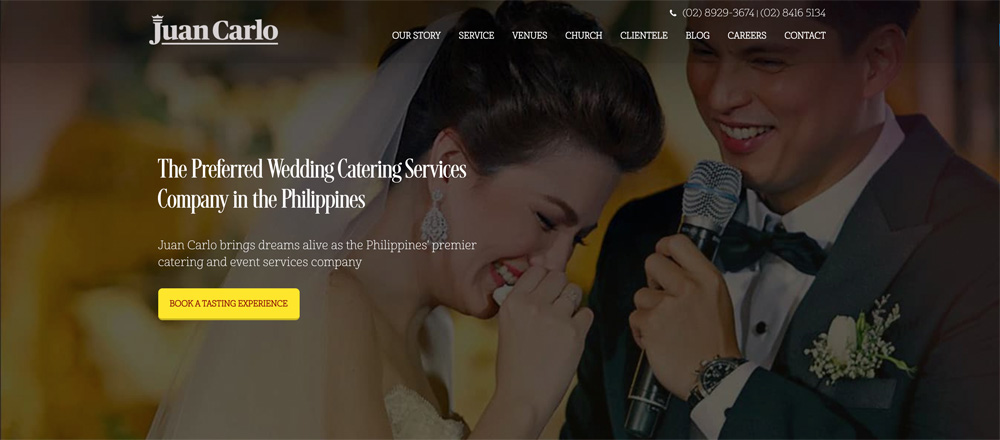 (02) 8929-3674 | (02) 8416 5134
Juan Carlo
OUR STORY SERVICE VENUES CHURCH CLIENTELE BLOG CAREERS CONTACT
The Preferred Wedding Catering Services
Company in the Philippines
Juan Carlo brings dreams alive as the Philippines' premier
catering and event services company
BOOK A TASTING EXPERIENCE